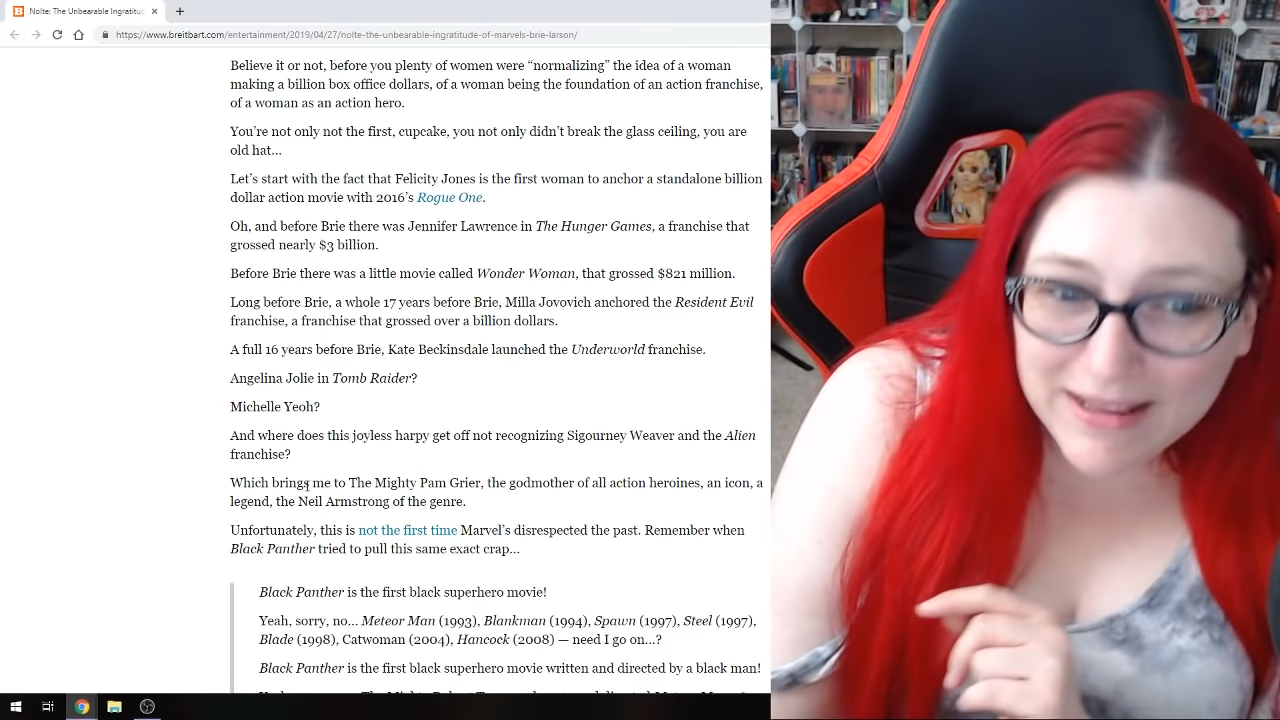 Nolte: The Unbearable Ingratitud
https://www.breitbart.com/entertainment/2019/04/27/nolte-the-unbearable-ingratitude-of-marvels-brie-larson/
Believe it or not, before you plenty of women were “normalizing” the idea of a woman
making a billion box office dollars, of a woman being the foundation of an action franchise,
of a woman as an action hero.
You’re not only not the first, cupcake, you not only didn’t break the glass ceiling, you are
old hat…
Let’s start with the fact that Felicity Jones is the first woman to anchor a standalone billion
dollar action movie with 2016’s Rogue One.
Oh, and before Brie there was Jennifer Lawrence in The Hunger Games, a franchise that
grossed nearly $3 billion.
Before Brie there was a little movie called Wonder Woman, that grossed $821 million.
Long before Brie, a whole 17 years before Brie, Milla Jovovich anchored the Resident Evil
franchise, a franchise that grossed over a billion dollars.
A full 16 years before Brie, Kate Beckinsale launched the Underworld franchise.
Angelina Jolie in Tomb Raider?
Michelle Yeoh?
And where does this joyless harpy get off not recognizing Sigourney Weaver and the Alien
franchise?
Which brings me to The Mighty Pam Grier, the godmother of all action heroines, an icon, a
legend, the Neil Armstrong of the genre.
Unfortunately, this is not the first time Marvel’s disrespected the past. Remember when
Black Panther tried to pull this same exact crap…
Black Panther is the first black superhero movie!
Yeah, sorry, no… Meteor Man (1993), Blankman (1994), Spawn (1997), Steel (1997),
Blade (1998), Catwoman (2004), Hancock (2008) — need I go on…?
Black Panther is the first black superhero movie written and directed by a black man!